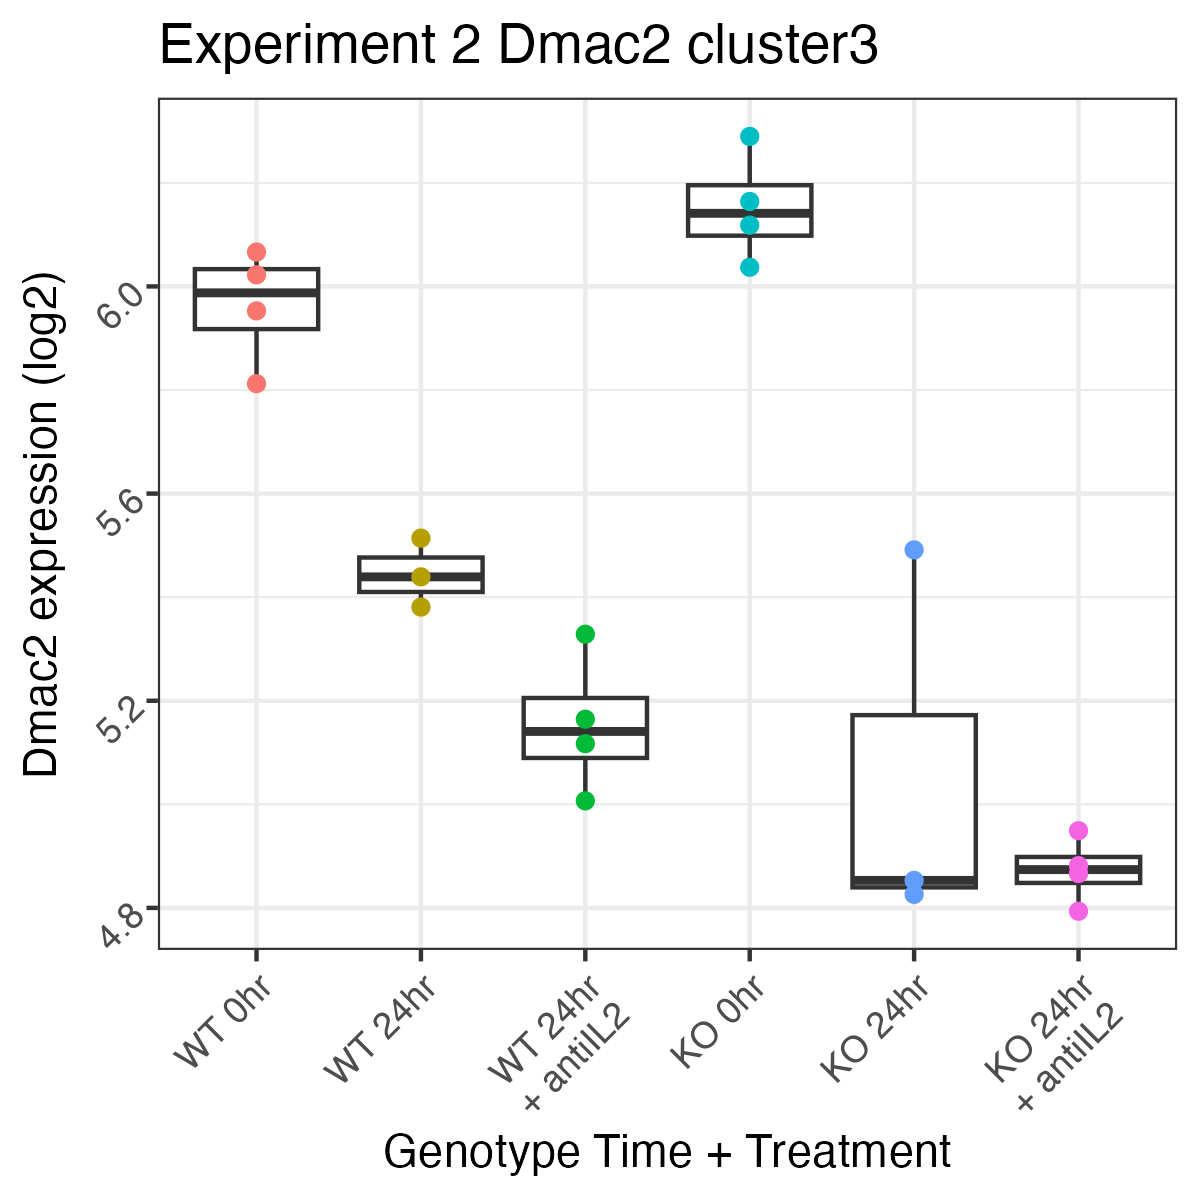 Experiment 2 Dmac2 cluster3
Dmac2 expression (log2)
6.0
5.6
5.2
4.8
WT 0hr
WT 24hr
WT 24hr
+ antiIL2
KO 0hr
KO 24hr
KO 24hr
+ antiIL2
Genotype Time + Treatment